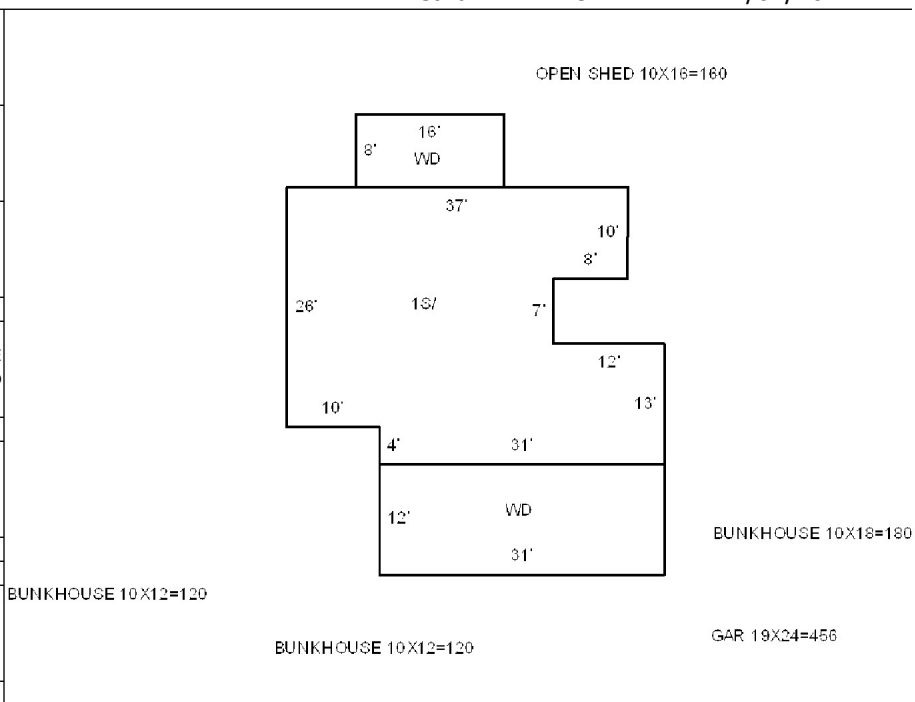 OPEN SHED 10X16=160
16'
8'
WD
37'
10'
8'
26'
1S/
7'
12'
10'
13'
4'
31'
12'
WD
31'
BUNKHOUSE 10X18=180
BUNKHOUSE 10X12=120
GAR 19X24=456
BUNKHOUSE 10X12=120